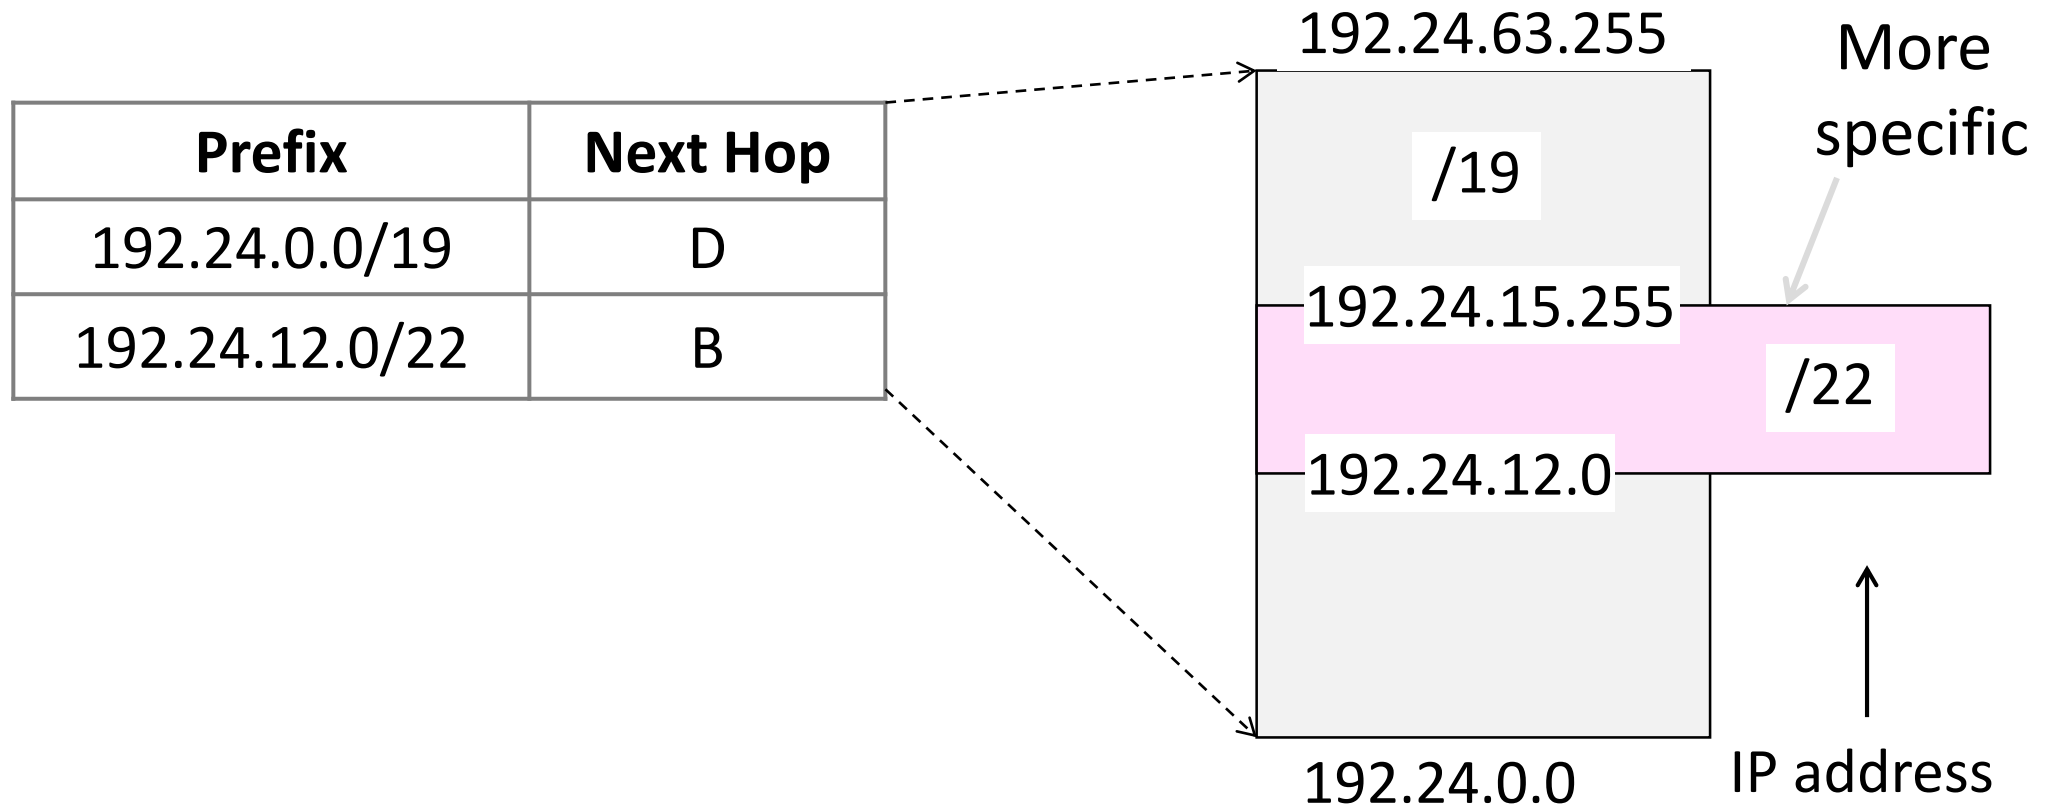 Prefix Next Hop
192.24.0.0/19 D
192.24.12.0/22 B
192.24.63.255
/19
More
specific
192.24.15.255
/22
192.24.12.0
192.24.0.0
IP address